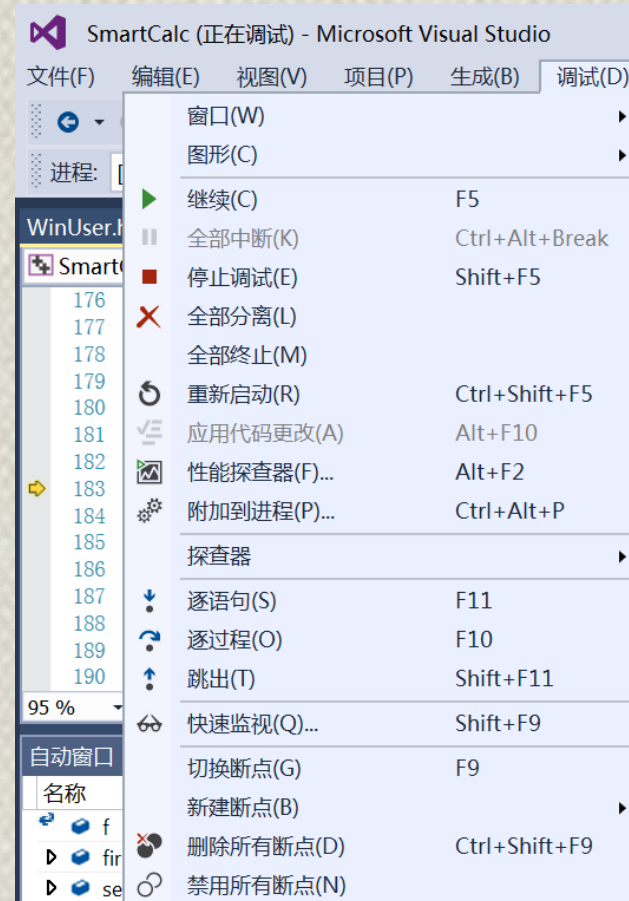 SmartCalc (正在调试) - Microsoft Visual Studio
文件(F) 编辑(E) 视图(V) 项目(P) 生成(B) 调试(D)
窗口(W)
图形(C)
进程:
继续(C) F5
WinUser.h
全部中断(K) Ctrl+Alt+Break
停止调试(E) Shift+F5
176
全部分离(L)
177
178
全部终止(M)
179
重新启动(R) Ctrl+Shift+F5
180
181
应用代码更改(A) Alt+F10
182
性能探查器(F)... Alt+F2
183
附加到进程(P)... Ctrl+Alt+P
184
185
探查器
186
187
逐语句(S) F11
188
逐过程(O) F10
189
190
跳出(T) Shift+F11
95 %
快速监视(Q)... Shift+F9
自动窗口
切换断点(G) F9
名称
新建断点(B)
f
删除所有断点(D) Ctrl+Shift+F9
fir
禁用所有断点(N)
se